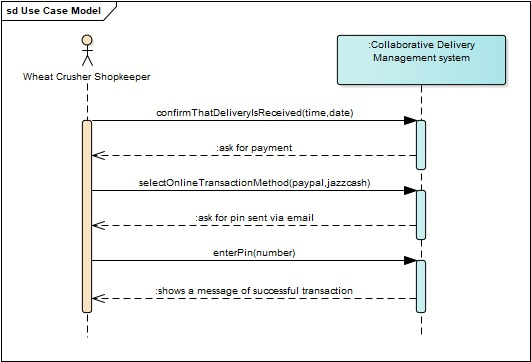 sd Use Case Model
Wheat Crusher Shopkeeper
:Collaborative Delivery
Management system
confirmThatDeliveryIsReceived(time,date)
:ask for payment
selectOnlineTransactionMethod(paypal,jazzcash)
:ask for pin sent via email
enterPin(number)
:shows a message of successful transaction